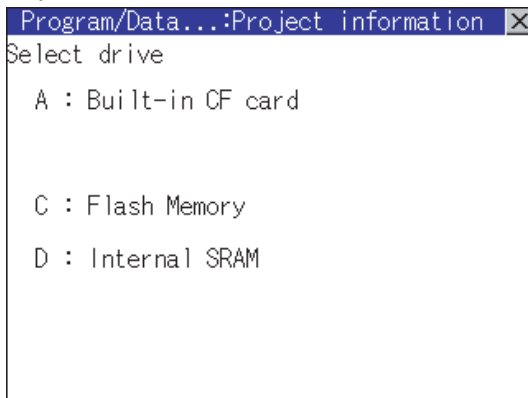 Program/Data...:Project information
Select drive
A : Built-in CF card
C : Flash Memory
D : Internal SRAM